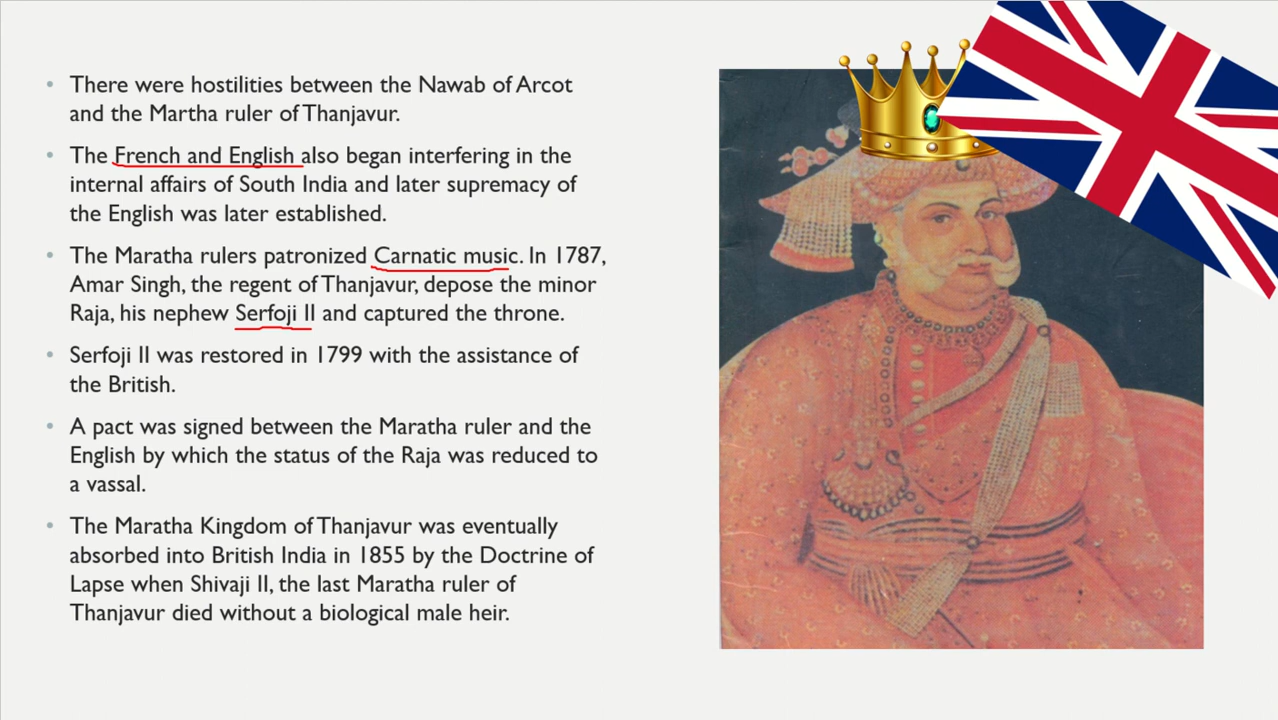 • There were hostilities between the Nawab of Arcot
and the Martha ruler of Thanjavur.
• The French and English also began interfering in the
internal affairs of South India and later supremacy of
the English was later established.
• The Maratha rulers patronized Carnatic music. In 1787,
Amar Singh, the regent of Thanjavur, depose the minor
Raja, his nephew Serfoji II and captured the throne.
• Serfoji II was restored in 1799 with the assistance of
the British.
• A pact was signed between the Maratha ruler and the
English by which the status of the Raja was reduced to
a vassal.
• The Maratha Kingdom of Thanjavur was eventually
absorbed into British India in 1855 by the Doctrine of
Lapse when Shivaji II, the last Maratha ruler of
Thanjavur died without a biological male heir.